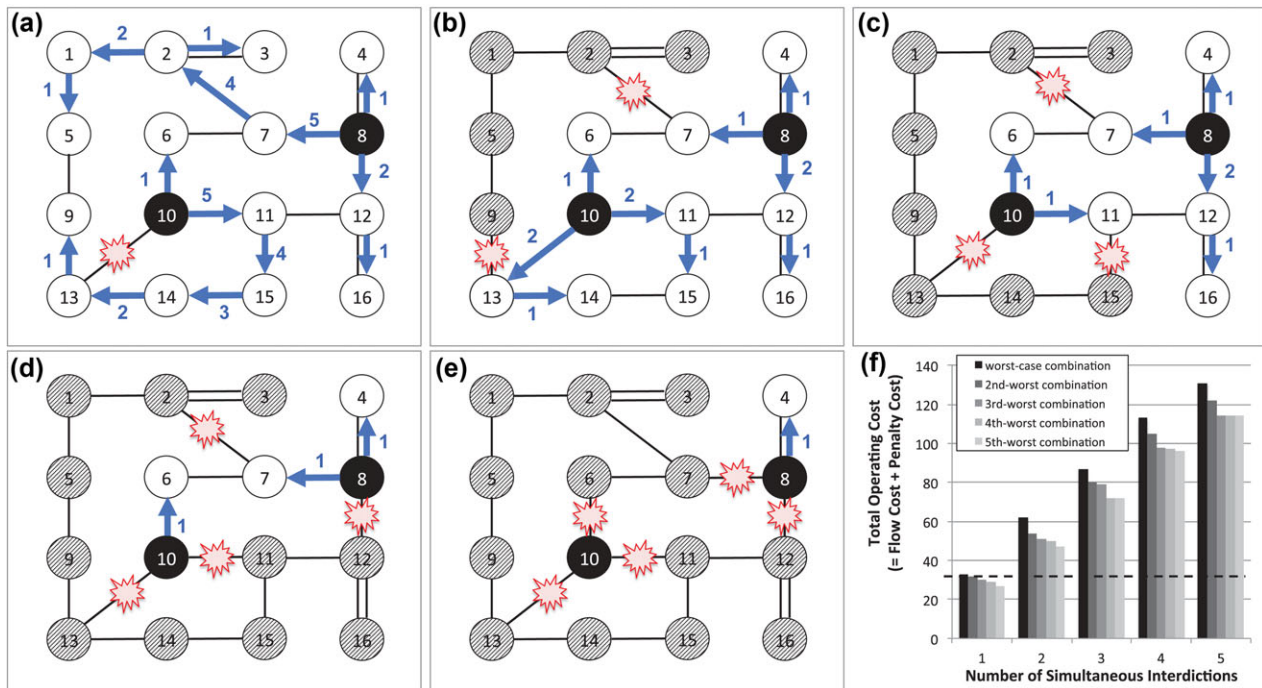 (a)
2 1
1 2 3 4
1 4 1
5
5 6 7 8
1 5 2
9 10 11 12
1 4 1
13 14 15 16
2 3
(b)
1 2 3 4
1
1
5 6 7 8
1 2 2
9 10 11 12
2 1 1
13 14 15 16
1
(c)
1 2 3 4
1
1
5 6 7 8
1 1 2
9 10 11 12
1
13 14 15 16
(d)
1 2 3 4
1
1
5 6 7 8
1
9 10 11 12
13 14 15 16
(e)
1 2 3 4
1
5 6 7 8
9 10 11 12
13 14 15 16
(f)
Total Operating Cost
(= Flow Cost + Penalty Cost)
140
120
100
80
60
40
20
0
worst-case combination
2nd-worst combination
3rd-worst combination
4th-worst combination
5th-worst combination
1 2 3 4 5
Number of Simultaneous Interdictions